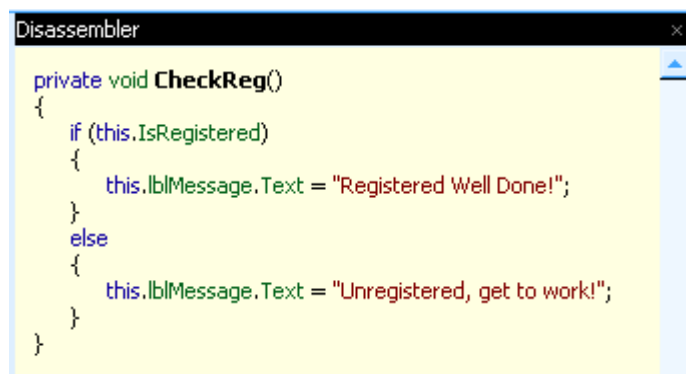 Disassembler
private void CheckReg()
{
if (this.IsRegistered)
{
this.lblMessage.Text = "Registered Well Done!";
}
else
{
this.lblMessage.Text = "Unregistered, get to work!";
}
}